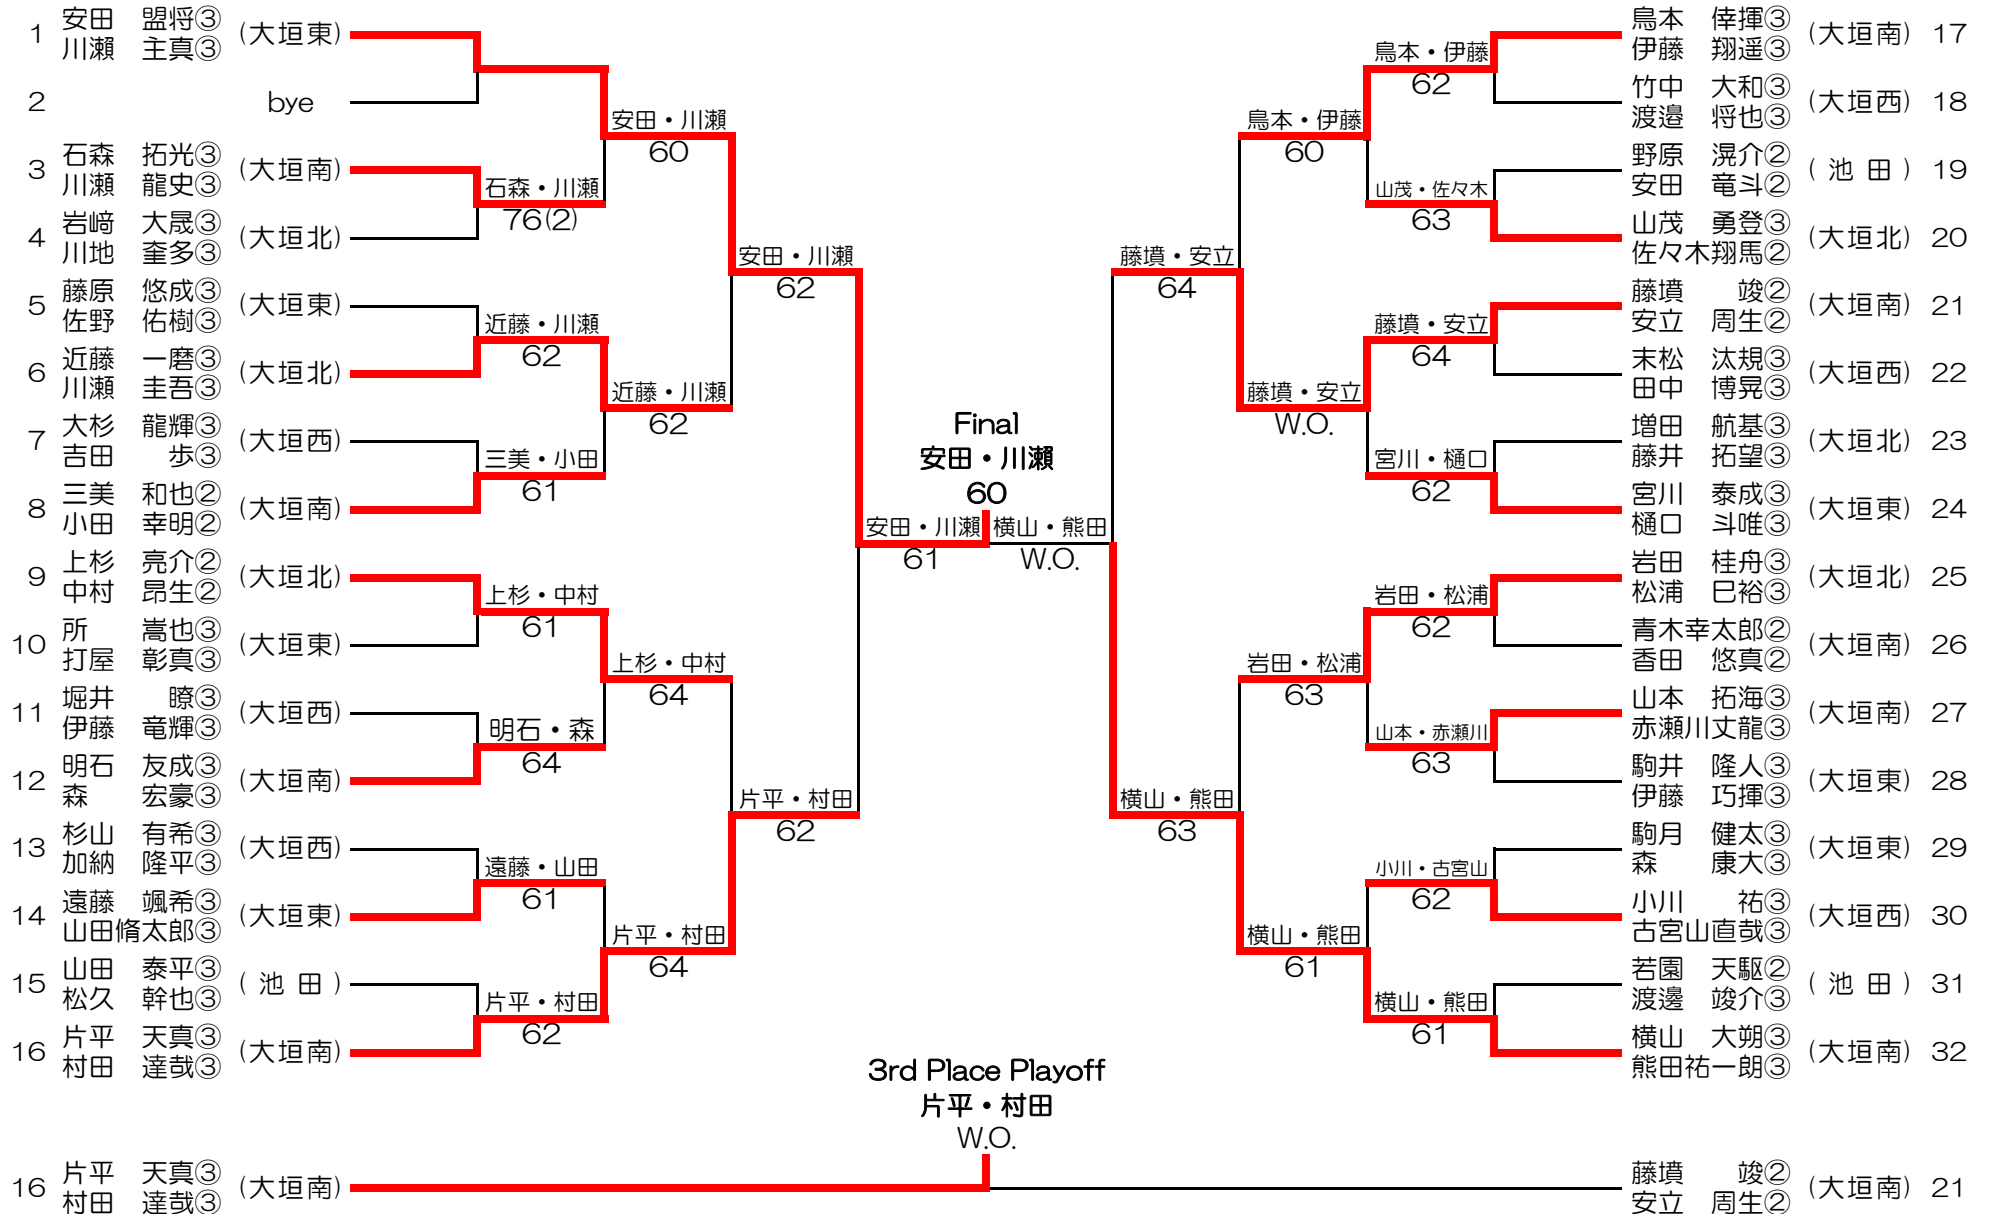 1 安田 盟将③ (大垣東)
川瀬 主真③
2 bye
3 石森 拓光③ (大垣南)
川瀬 龍史③
4 岩﨑 大晟③ (大垣北)
川地 奎多③
5 藤原 悠成③ (大垣東)
佐野 佑樹③
6 近藤 一磨③ (大垣北)
川瀬 圭吾③
7 大杉 龍輝③ (大垣西)
吉田 歩③
8 三美 和也② (大垣南)
小田 幸明②
9 上杉 亮介② (大垣北)
中村 昂生②
10 所 嵩也③ (大垣東)
打屋 彰真③
11 堀井 瞭③ (大垣西)
伊藤 竜輝③
12 明石 友成③ (大垣南)
森 宏豪③
13 杉山 有希③ (大垣西)
加納 隆平③
14 遠藤 颯希③ (大垣東)
山田脩太郎③
15 山田 泰平③ (池田)
松久 幹也③
16 片平 天真③ (大垣南)
村田 達哉③
石森・川瀬
76(2)
近藤・川瀬
62
三美・小田
61
上杉・中村
61
明石・森
64
遠藤・山田
61
片平・村田
62
安田・川瀬
60
近藤・川瀬
62
上杉・中村
64
片平・村田
64
安田・川瀬
62
片平・村田
62
安田・川瀬
61
Final
安田・川瀬
60
横山・熊田
W.O.
藤墳・安立
64
横山・熊田
63
鳥本・伊藤
60
藤墳・安立
W.O.
岩田・松浦
63
横山・熊田
61
鳥本・伊藤
62
山茂・佐々木
63
藤墳・安立
64
宮川・樋口
62
岩田・松浦
62
山本・赤瀬川
63
小川・古宮山
62
横山・熊田
61
鳥本 倖揮③ (大垣南) 17
伊藤 翔遥③
竹中 大和③ (大垣西) 18
渡邉 将也③
野原 滉介② (池田) 19
安田 竜斗②
山茂 勇登③ (大垣北) 20
佐々木翔馬②
藤墳 竣② (大垣南) 21
安立 周生②
末松 汰規③ (大垣西) 22
田中 博晃③
増田 航基③ (大垣北) 23
藤井 拓望③
宮川 泰成③ (大垣東) 24
樋口 斗唯③
岩田 桂舟③ (大垣北) 25
松浦 巳裕③
青木幸太郎② (大垣南) 26
香田 悠真②
山本 拓海③ (大垣南) 27
赤瀬川丈龍③
駒井 隆人③ (大垣東) 28
伊藤 巧揮③
駒月 健太③ (大垣東) 29
森 康大③
小川 祐③ (大垣西) 30
古宮山直哉③
若園 天駆② (池田) 31
渡邊 竣介③
横山 大朔③ (大垣南) 32
熊田祐一朗③
3rd Place Playoff
片平・村田
W.O.
16 片平 天真③ (大垣南)
村田 達哉③
藤墳 竣② (大垣南) 21
安立 周生②